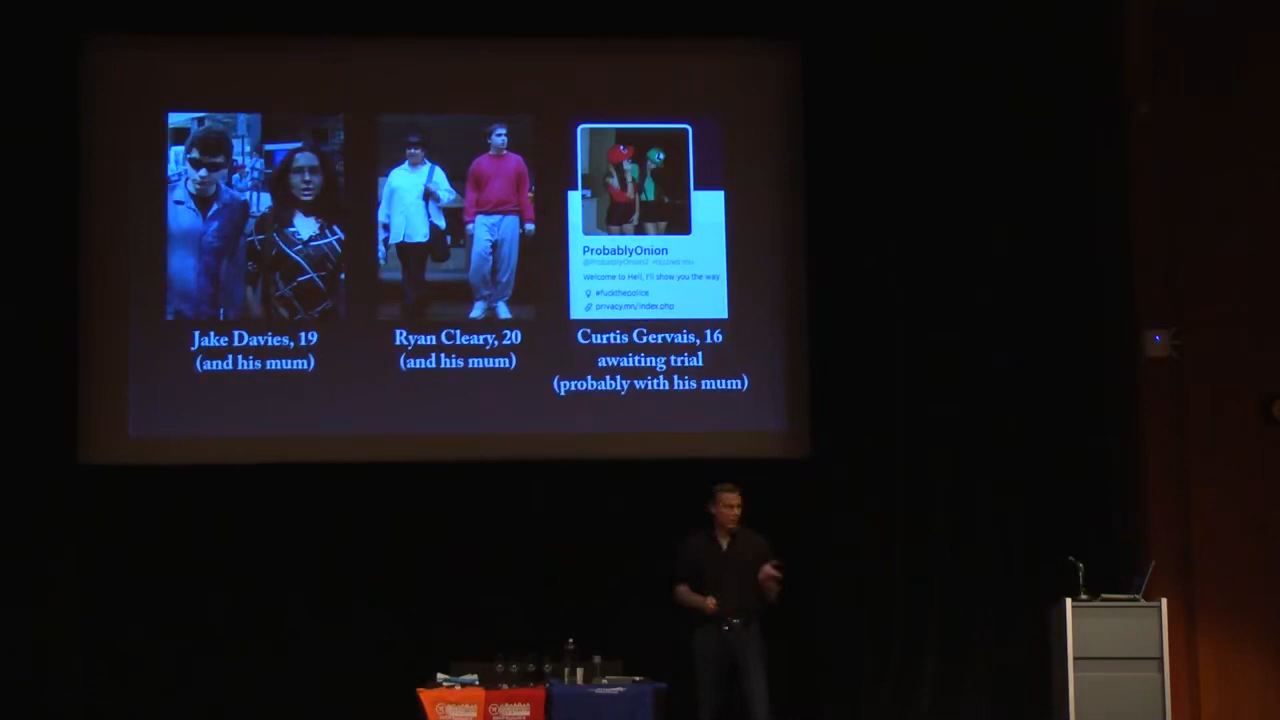 Jake Davies, 19
(and his mum)
Ryan Cleary, 20
(and his mum)
ProbablyOnion
Welcome to Hell, I'll show you the way
#fuckthepolice
privacy.mn/index.php
Curtis Gervais, 16
awaiting trial
(probably with his mum)